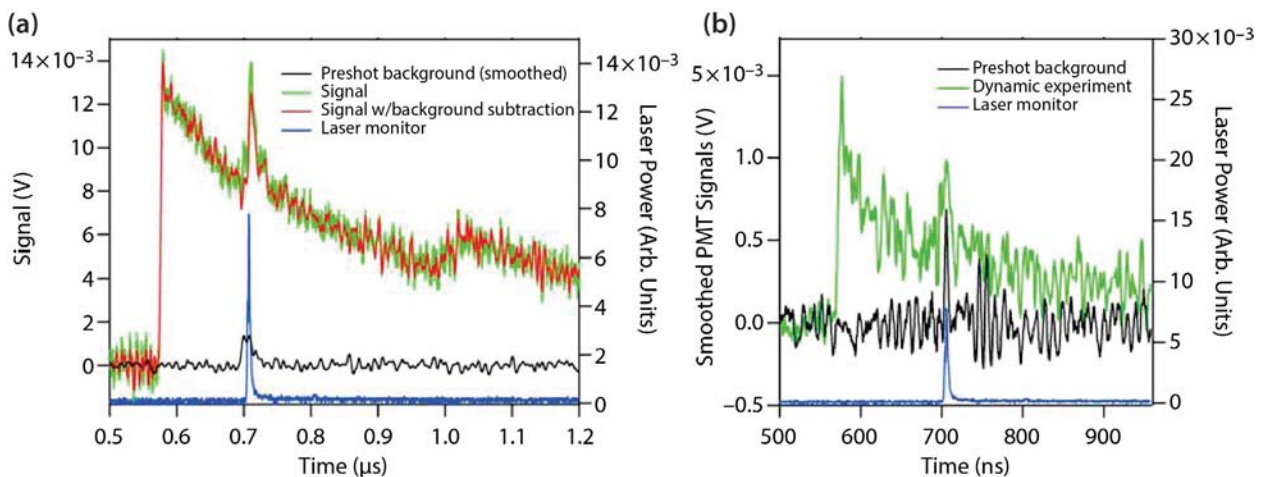 (a)
14×10⁻³
12
10
8
6
4
2
0
Signal (V)
Preshot background (smoothed)
Signal
Signal w/background subtraction
Laser monitor
14×10⁻³
12
10
8
6
4
2
0
Laser Power (Arb. Units)
0.5 0.6 0.7 0.8 0.9 1.0 1.1 1.2
Time (µs)
(b)
5×10⁻³
1.0
0.5
0.0
−0.5
Smoothed PMT Signals (V)
Preshot background
Dynamic experiment
Laser monitor
30×10⁻³
25
20
15
10
5
0
Laser Power (Arb. Units)
500 600 700 800 900
Time (ns)